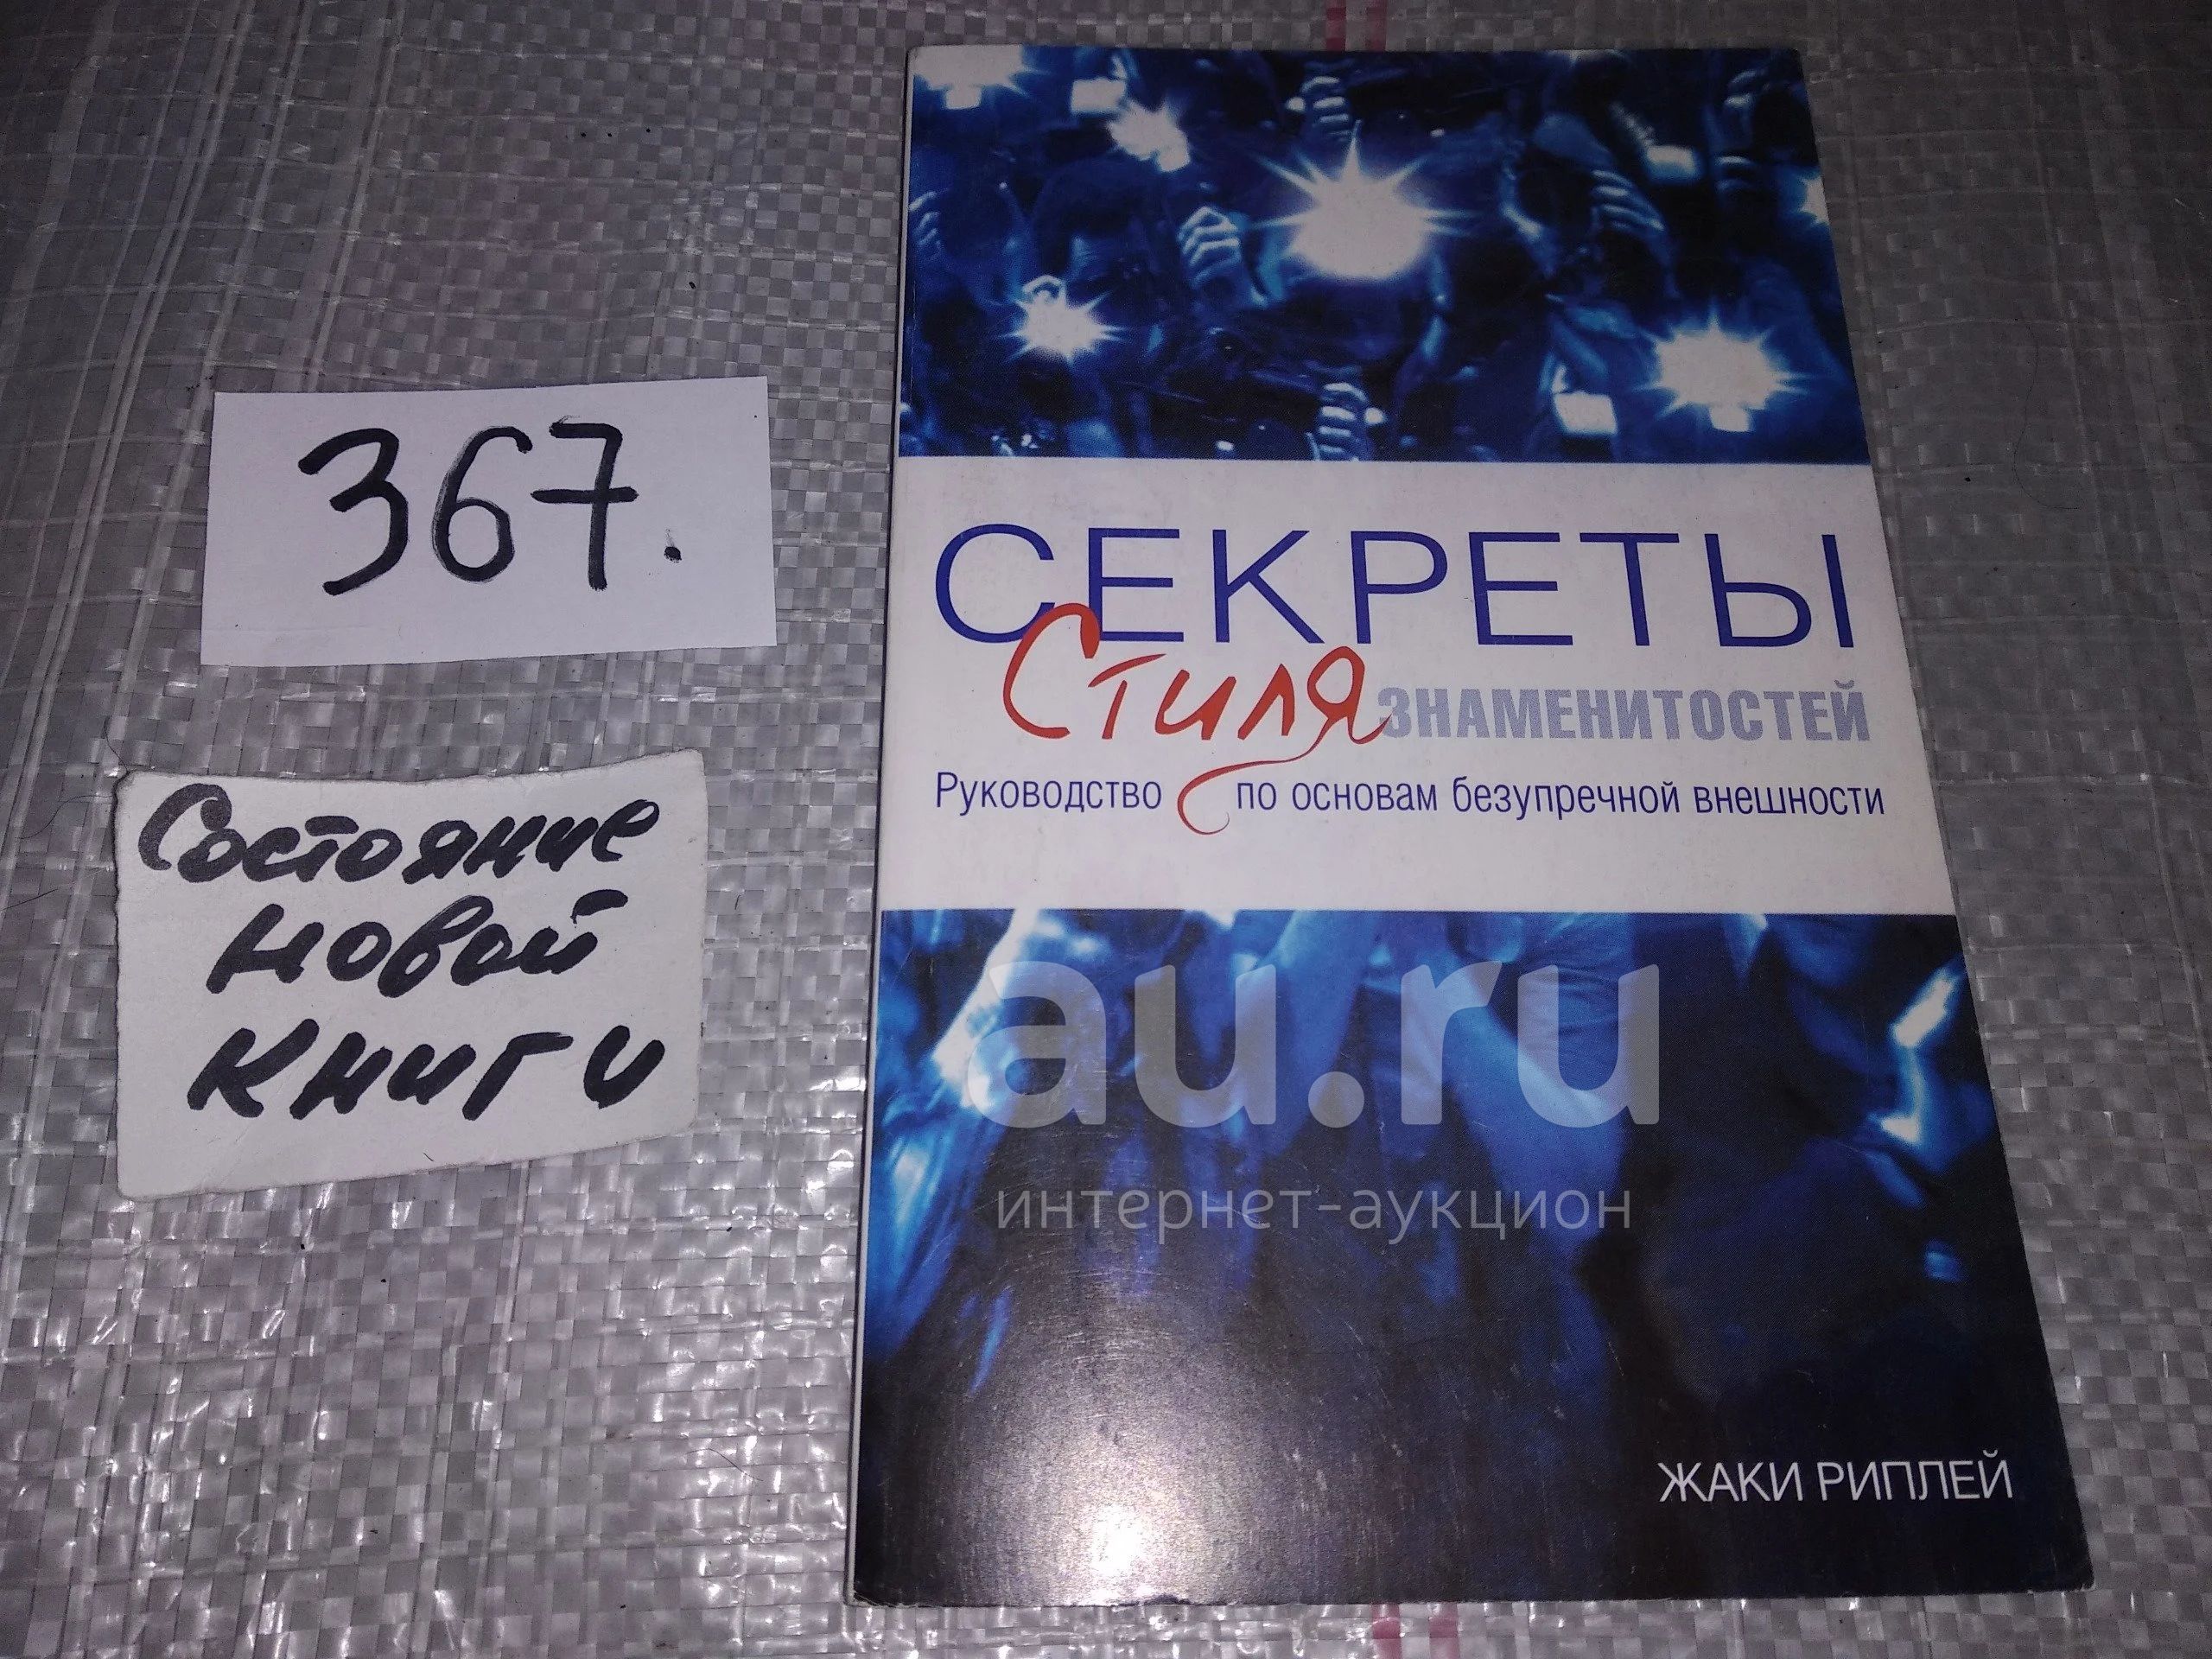 367.
Состояние
новой
книги
СЕКРЕТЫ
Стиля ЗНАМЕНИТОСТЕЙ
Руководство по основам безупречной внешности
au.ru
интернет-аукцион
ЖАКИ РИПЛЕЙ